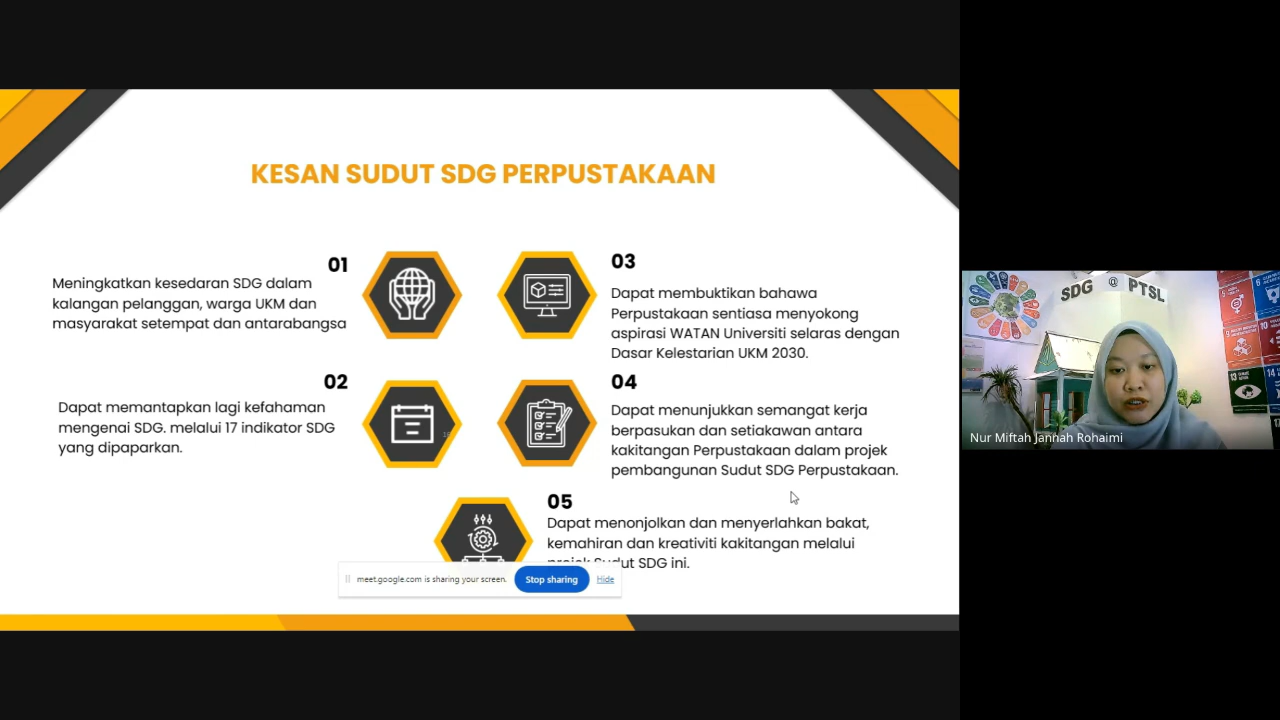 KESAN SUDUT SDG PERPUSTAKAAN
01
Meningkatkan kesedaran SDG dalam
kalangan pelanggan, warga UKM dan
masyarakat setempat dan antarabangsa
02
Dapat memantapkan lagi kefahaman
mengenai SDG. melalui 17 indikator SDG
yang dipaparkan.
03
Dapat membuktikan bahawa
Perpustakaan sentiasa menyokong
aspirasi WATAN Universiti selaras dengan
Dasar Kelestarian UKM 2030.
04
Dapat menunjukkan semangat kerja
berpasukan dan setiakawan antara
kakitangan Perpustakaan dalam projek
pembangunan Sudut SDG Perpustakaan.
05
Dapat menonjolkan dan menyerlahkan bakat,
kemahiran dan kreativiti kakitangan melalui
projek Sudut SDG ini.
meet.google.com is sharing your screen.
Stop sharing
Hide
SDG @ PTSL
Nur Miftah Jannah Rohaimi